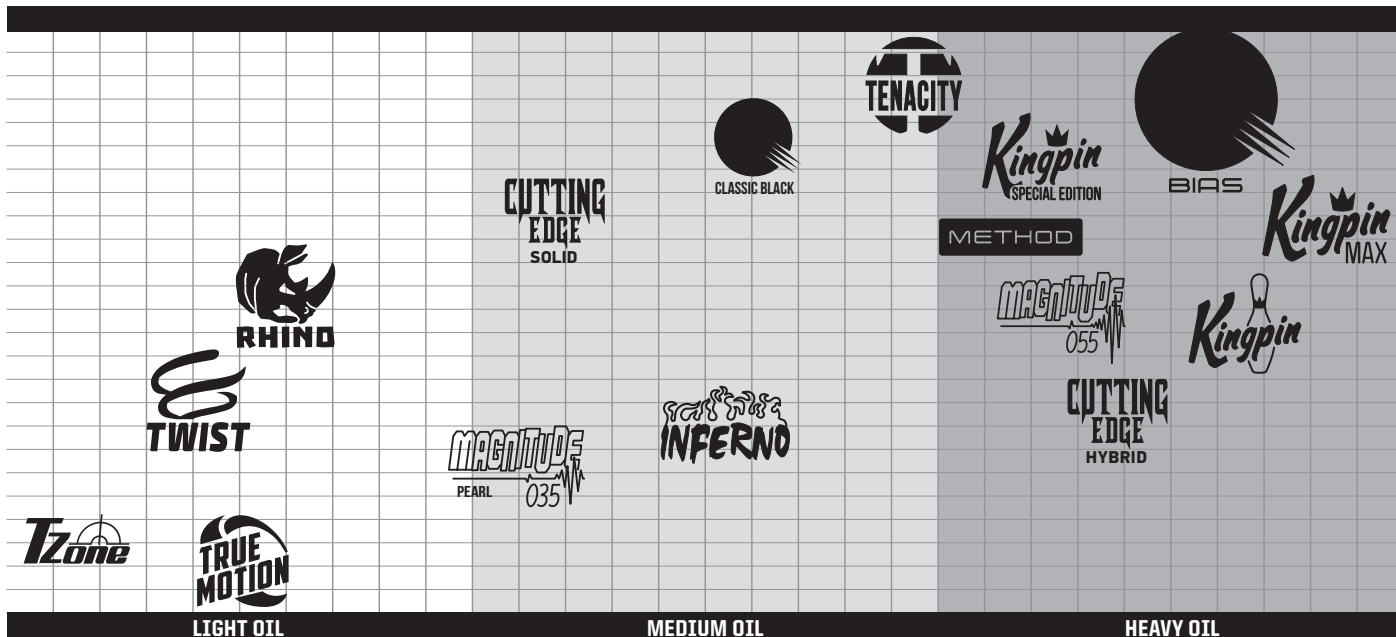 TENACITY
CLASSIC BLACK
Kingpin
SPECIAL EDITION
BIAS
CUTTING
EDGE
SOLID
Kingpin
MAX
METHOD
RHINO
MAGNITUDE
055
Kingpin
TWIST
INFERNO
CUTTING
EDGE
HYBRID
MAGNITUDE
PEARL 035
TZone
TRUE
MOTION
LIGHT OIL
MEDIUM OIL
HEAVY OIL